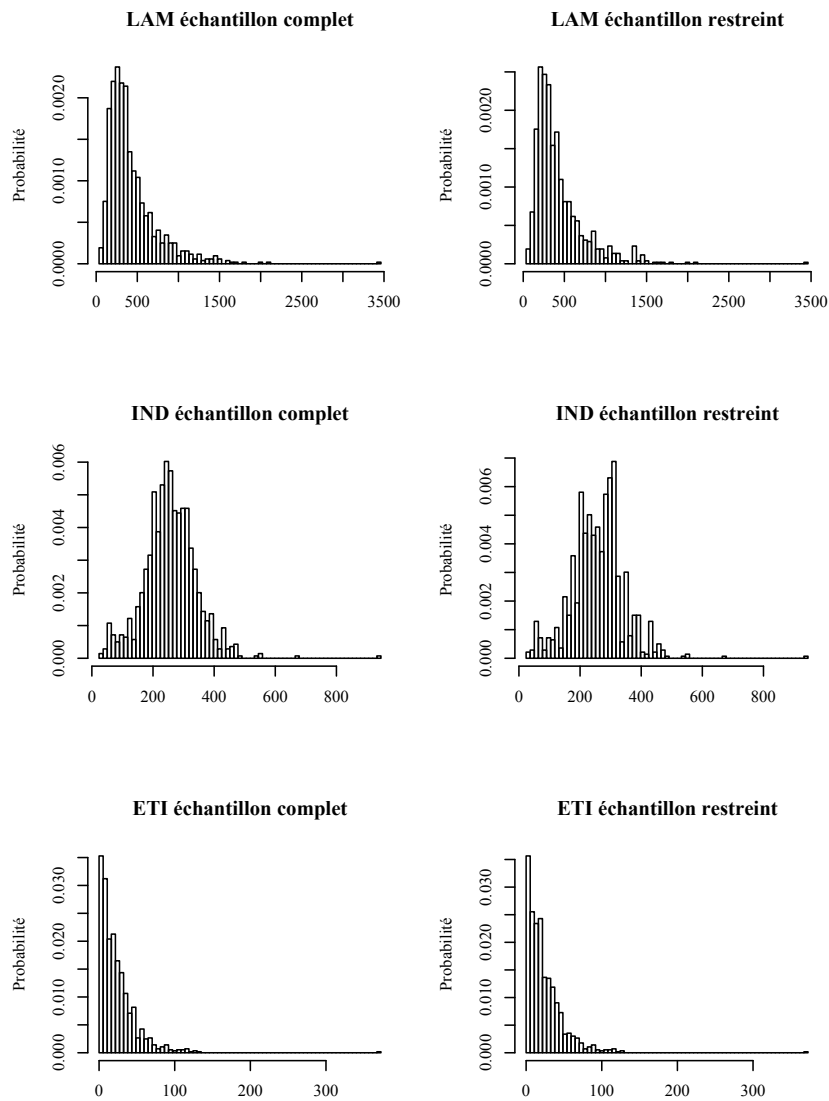 LAM échantillon complet
LAM échantillon restreint
Probabilité
0.0000 0.0010 0.0020
0 500 1500 2500 3500
Probabilité
0.0000 0.0010 0.0020
0 500 1500 2500 3500
IND échantillon complet
IND échantillon restreint
Probabilité
0.000 0.002 0.004 0.006
0 200 400 600 800
Probabilité
0.000 0.002 0.004 0.006
0 200 400 600 800
ETI échantillon complet
ETI échantillon restreint
Probabilité
0.000 0.010 0.020 0.030
0 100 200 300
Probabilité
0.000 0.010 0.020 0.030
0 100 200 300